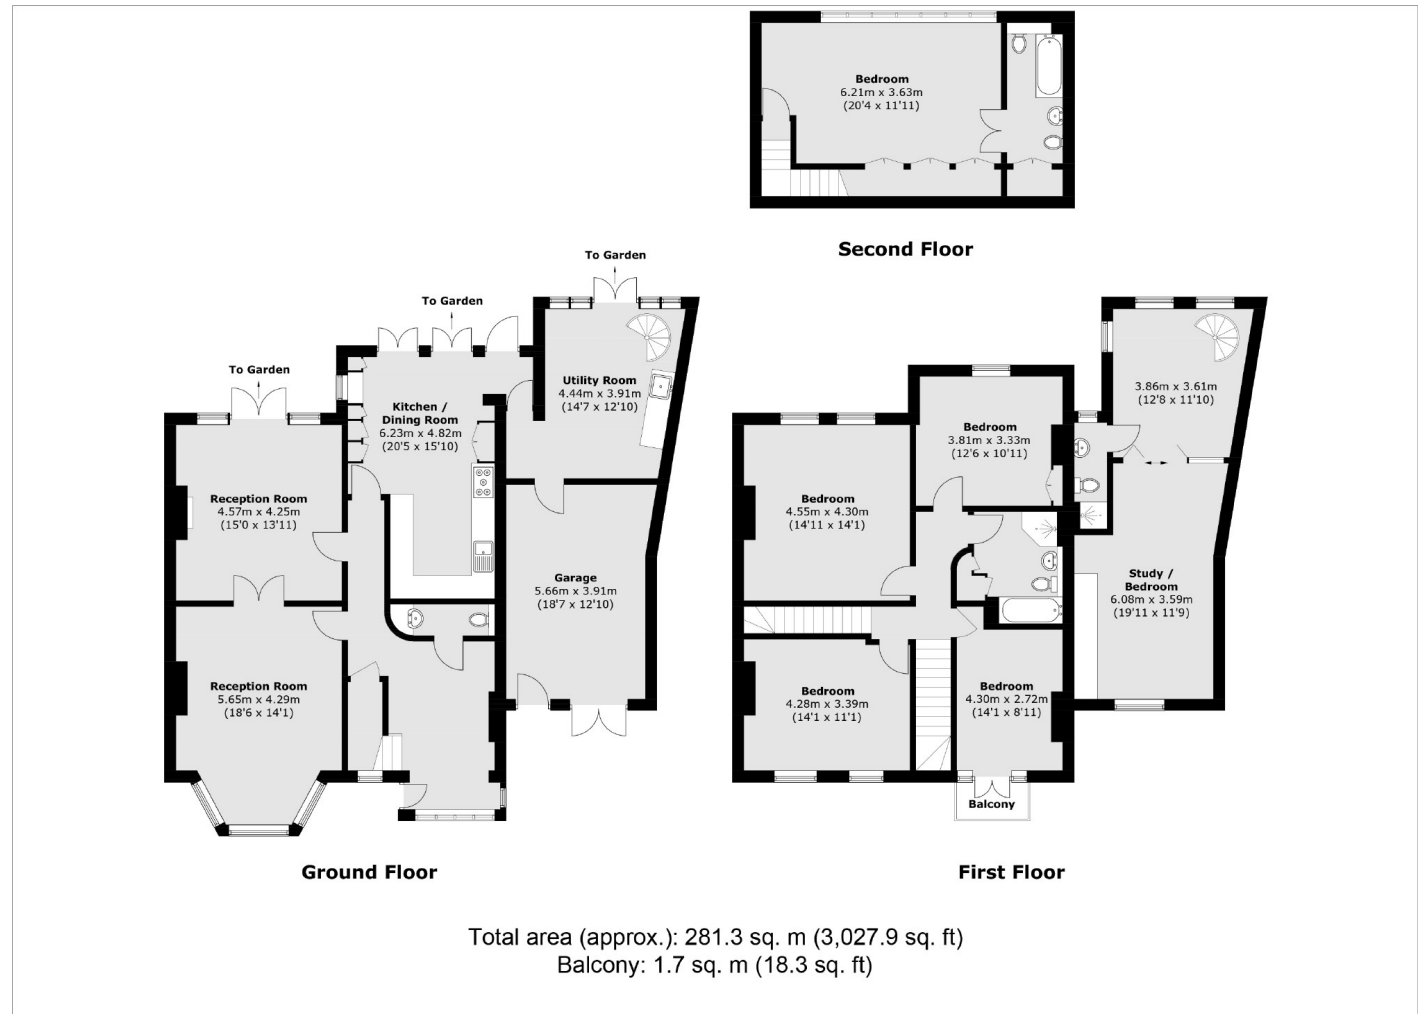 Bedroom
6.21m x 3.63m
(20'4 x 11'11)
Second Floor
To Garden
To Garden
To Garden
Utility Room
4.44m x 3.91m
(14'7 x 12'10)
Kitchen /
Dining Room
6.23m x 4.82m
(20'5 x 15'10)
Reception Room
4.57m x 4.25m
(15'0 x 13'11)
Garage
5.66m x 3.91m
(18'7 x 12'10)
Reception Room
5.65m x 4.29m
(18'6 x 14'1)
Ground Floor
3.86m x 3.61m
(12'8 x 11'10)
Bedroom
3.81m x 3.33m
(12'6 x 10'11)
Bedroom
4.55m x 4.30m
(14'11 x 14'1)
Study /
Bedroom
6.08m x 3.59m
(19'11 x 11'9)
Bedroom
4.28m x 3.39m
(14'1 x 11'1)
Bedroom
4.30m x 2.72m
(14'1 x 8'11)
Balcony
First Floor
Total area (approx.): 281.3 sq. m (3,027.9 sq. ft)
Balcony: 1.7 sq. m (18.3 sq. ft)